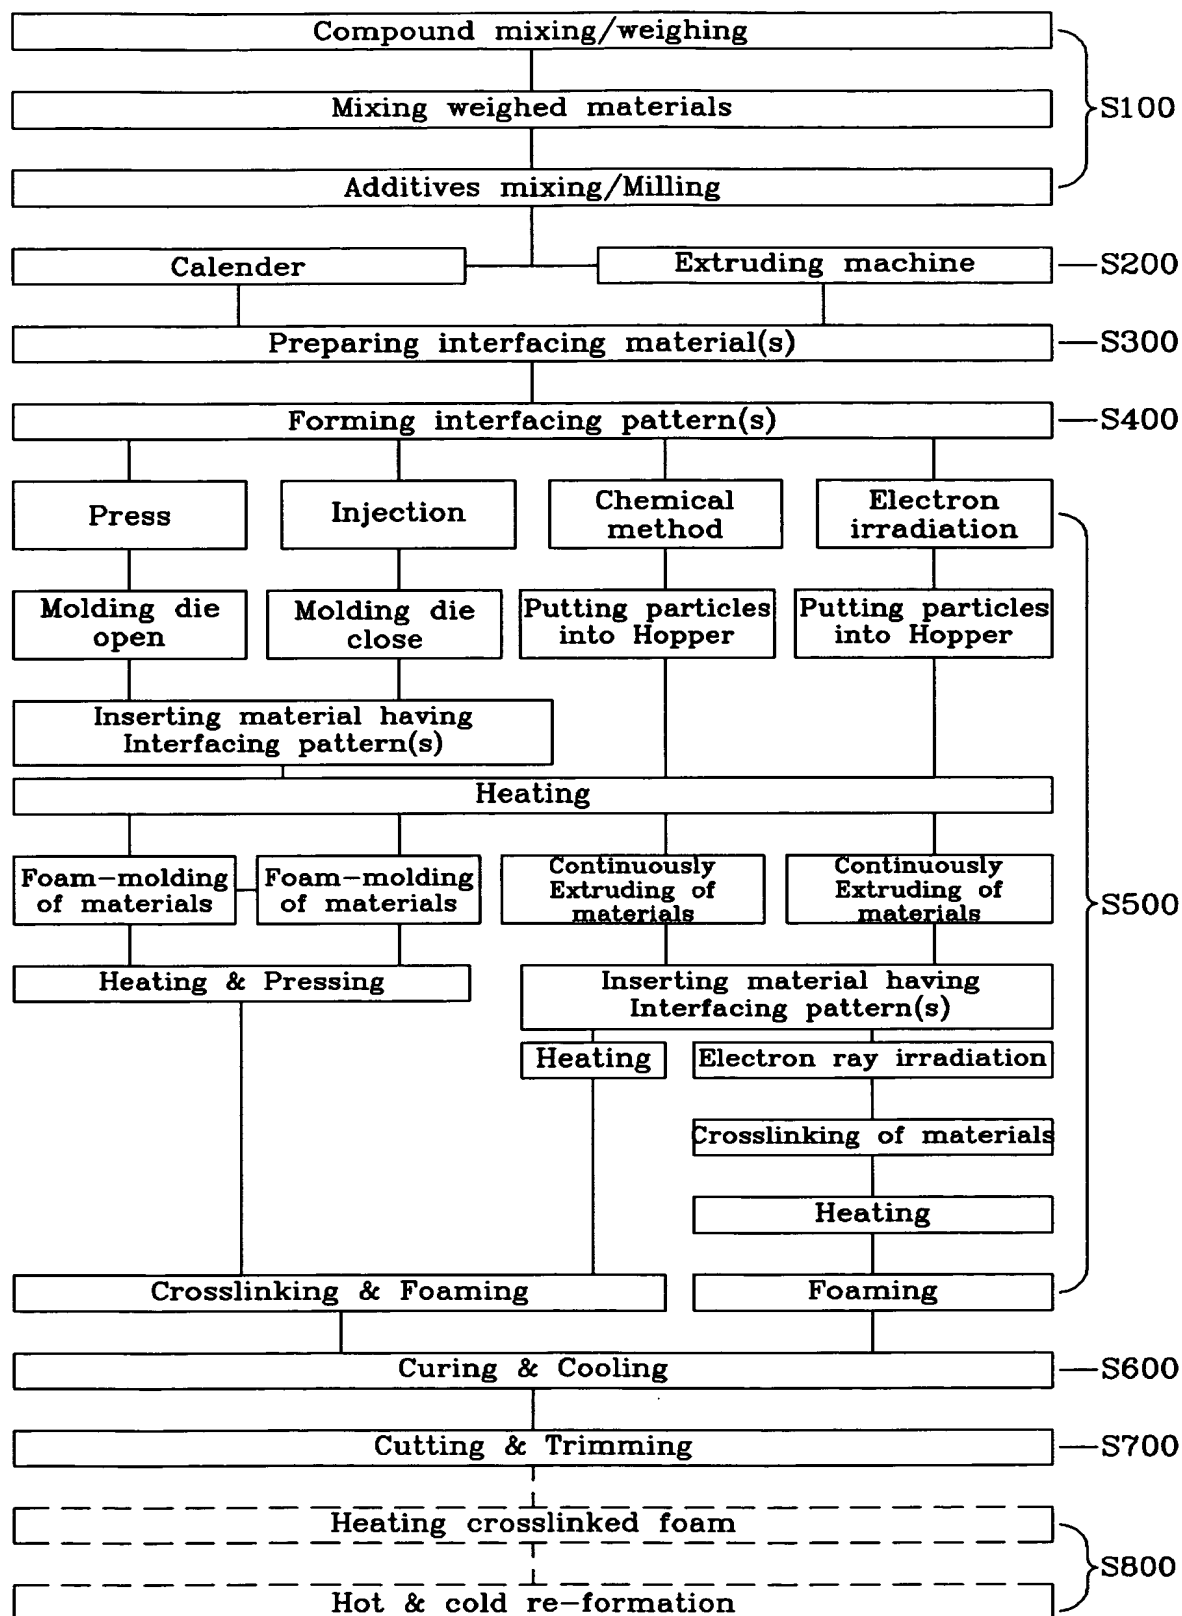 Compound mixing/weighing
Mixing weighed materials
S100
Additives mixing/Milling
Calender
Extruding machine
S200
Preparing interfacing material(s)
S300
Forming interfacing pattern(s)
S400
Press
Injection
Chemical
method
Electron
irradiation
Molding die
open
Molding die
close
Putting particles
into Hopper
Putting particles
into Hopper
Inserting material having
Interfacing pattern(s)
Heating
Foam-molding
of materials
Foam-molding
of materials
Continuously
Extruding of
materials
Continuously
Extruding of
materials
S500
Heating & Pressing
Inserting material having
Interfacing pattern(s)
Heating
Electron ray irradiation
Crosslinking of materials
Heating
Crosslinking & Foaming
Foaming
Curing & Cooling
S600
Cutting & Trimming
S700
Heating crosslinked foam
S800
Hot & cold re-formation